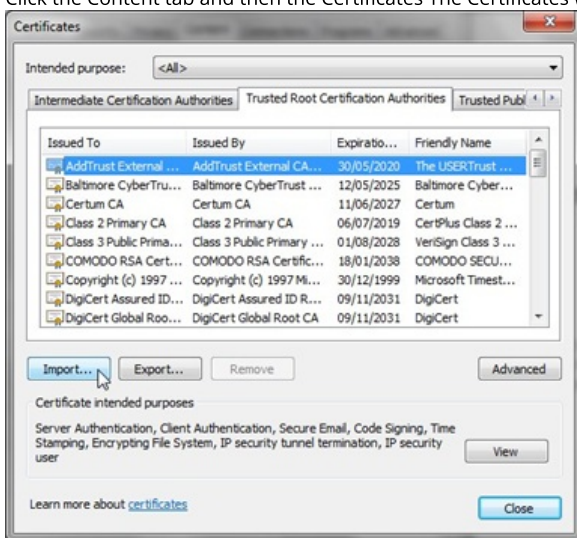 Click the Content tab and then the Certificates The Certificates
Certificates
Intended purpose: <All>
Intermediate Certification Authorities Trusted Root Certification Authorities Trusted Publ
Issued To Issued By Expiratio... Friendly Name
AddTrust External ... AddTrust External CA... 30/05/2020 The USERTrust ...
Baltimore CyberTru... Baltimore CyberTrust ... 12/05/2025 Baltimore Cyber...
Certum CA Certum CA 11/06/2027 Certum
Class 2 Primary CA Class 2 Primary CA 06/07/2019 CertPlus Class 2 ...
Class 3 Public Prima... Class 3 Public Primary ... 01/08/2028 VeriSign Class 3 ...
COMODO RSA Cert... COMODO RSA Certific... 18/01/2038 COMODO SECU...
Copyright (c) 1997 ... Copyright (c) 1997 Mi... 30/12/1999 Microsoft Timest...
DigiCert Assured ID... DigiCert Assured ID R... 09/11/2031 DigiCert
DigiCert Global Roo... DigiCert Global Root CA 09/11/2031 DigiCert
Import... Export... Remove Advanced
Certificate intended purposes
Server Authentication, Client Authentication, Secure Email, Code Signing, Time
Stamping, Encrypting File System, IP security tunnel termination, IP security
user
View
Learn more about certificates
Close